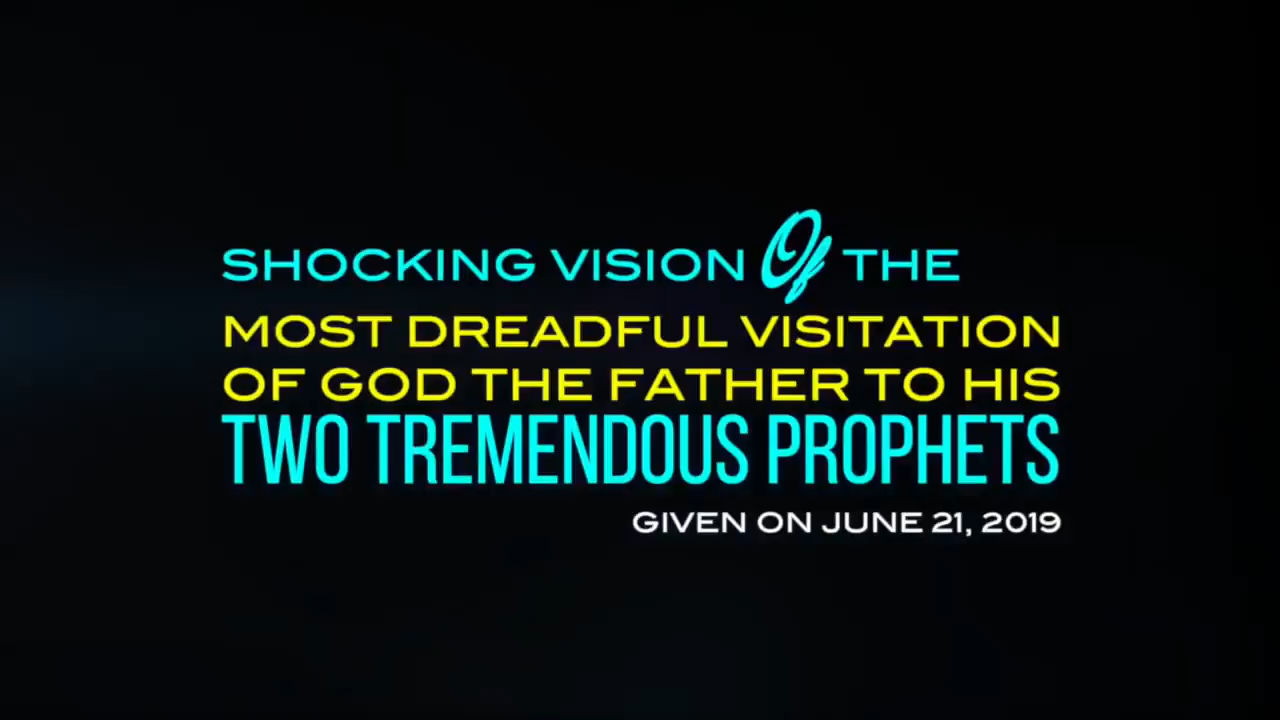 SHOCKING VISION Of THE
MOST DREADFUL VISITATION
OF GOD THE FATHER TO HIS
TWO TREMENDOUS PROPHETS
GIVEN ON JUNE 21, 2019